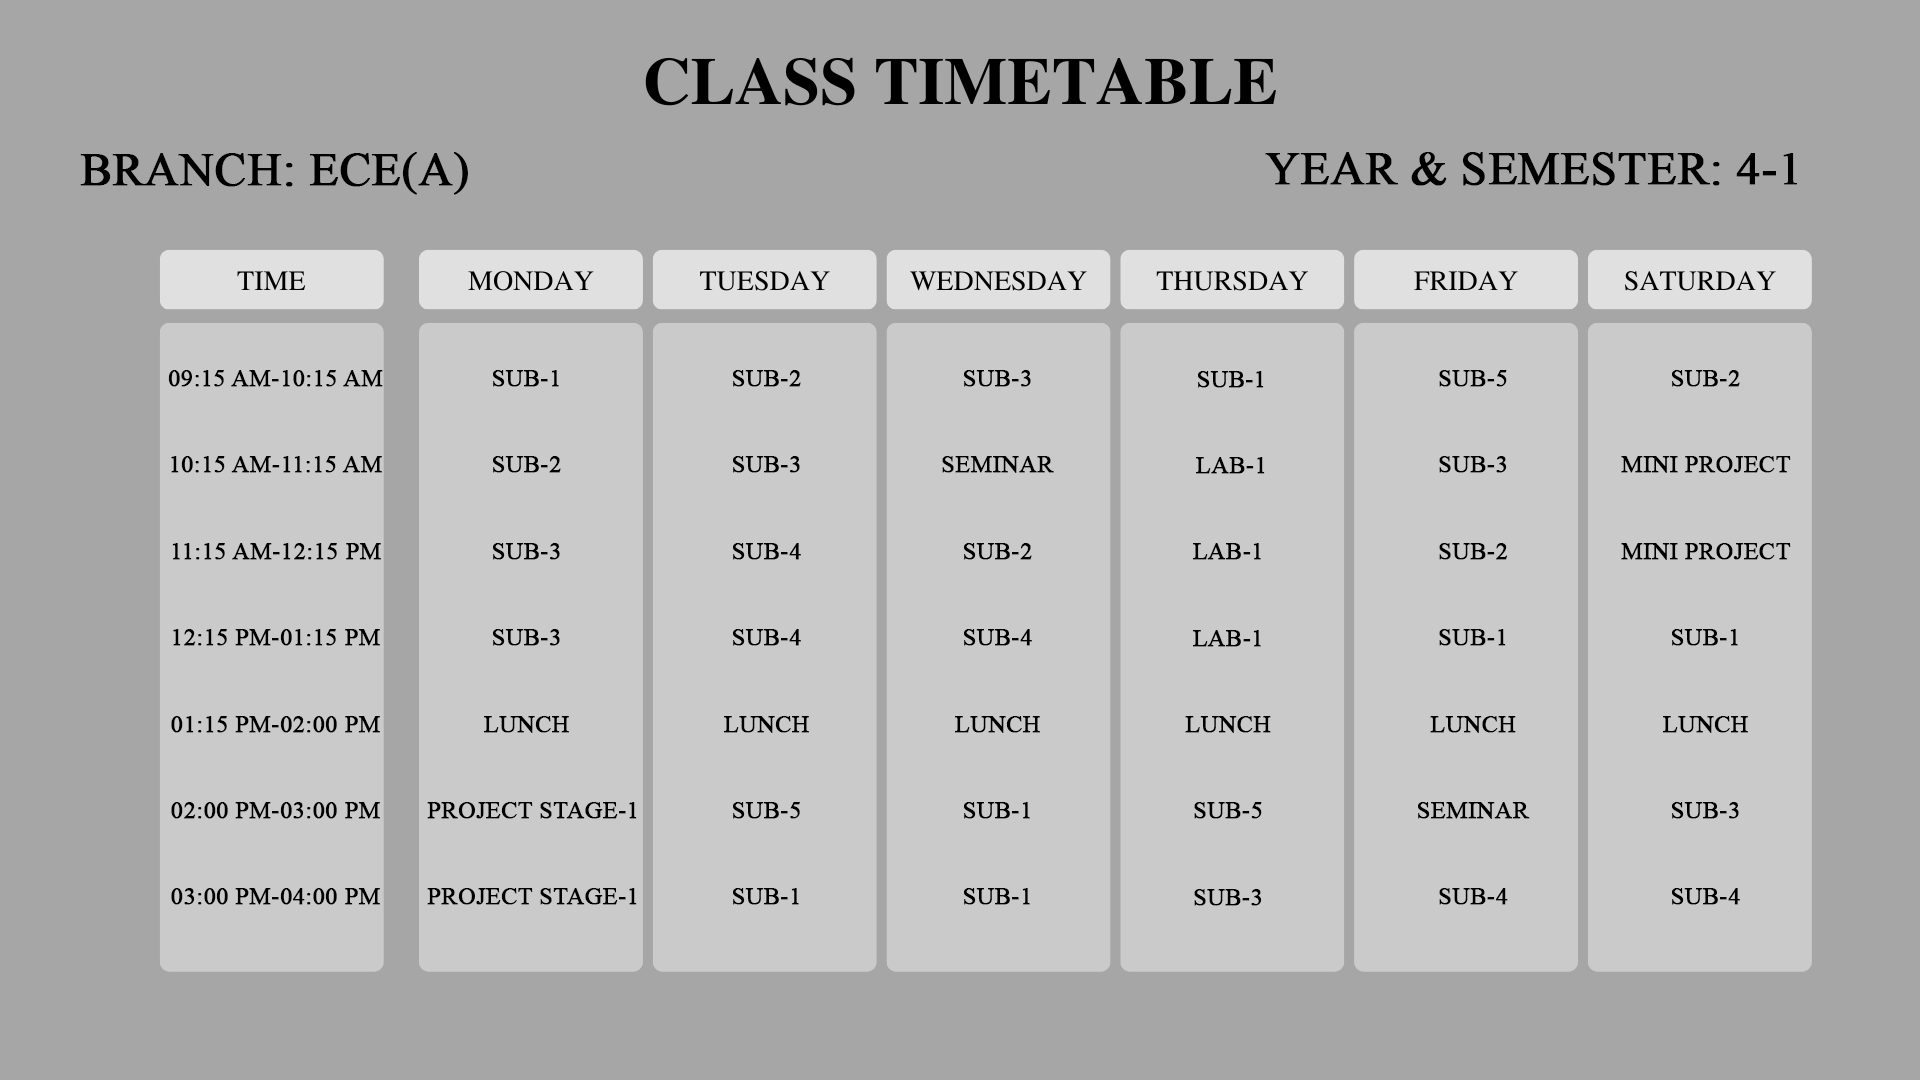 CLASS TIMETABLE
BRANCH: ECE(A) YEAR & SEMESTER: 4-1
TIME MONDAY TUESDAY WEDNESDAY THURSDAY FRIDAY SATURDAY
09:15 AM-10:15 AM SUB-1 SUB-2 SUB-3 SUB-1 SUB-5 SUB-2
10:15 AM-11:15 AM SUB-2 SUB-3 SEMINAR LAB-1 SUB-3 MINI PROJECT
11:15 AM-12:15 PM SUB-3 SUB-4 SUB-2 LAB-1 SUB-2 MINI PROJECT
12:15 PM-01:15 PM SUB-3 SUB-4 SUB-4 LAB-1 SUB-1 SUB-1
01:15 PM-02:00 PM LUNCH LUNCH LUNCH LUNCH LUNCH LUNCH
02:00 PM-03:00 PM PROJECT STAGE-1 SUB-5 SUB-1 SUB-5 SEMINAR SUB-3
03:00 PM-04:00 PM PROJECT STAGE-1 SUB-1 SUB-1 SUB-3 SUB-4 SUB-4